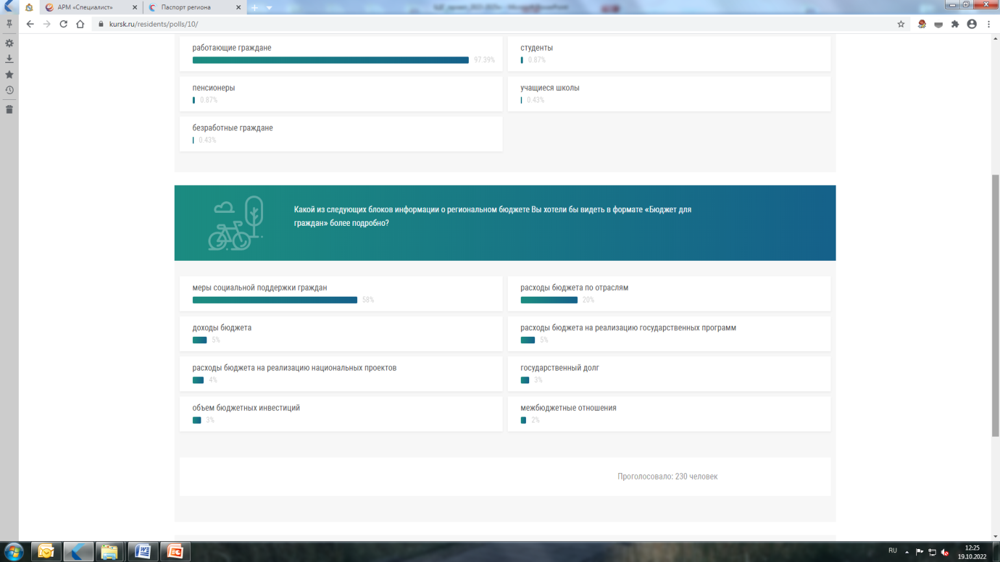 АРМ «Специалист»
Паспорт региона
kursk.ru/residents/polls/10/
работающие граждане
97.39%
студенты
0.87%
пенсионеры
0.87%
учащиеся школы
0.43%
безработные граждане
0.43%
Какой из следующих блоков информации о региональном бюджете Вы хотели бы видеть в формате «Бюджет для
граждан» более подробно?
меры социальной поддержки граждан
58%
расходы бюджета по отраслям
20%
доходы бюджета
5%
расходы бюджета на реализацию государственных программ
5%
расходы бюджета на реализацию национальных проектов
4%
государственный долг
3%
объем бюджетных инвестиций
3%
межбюджетные отношения
2%
Проголосовало: 230 человек
RU
12:25
19.10.2022